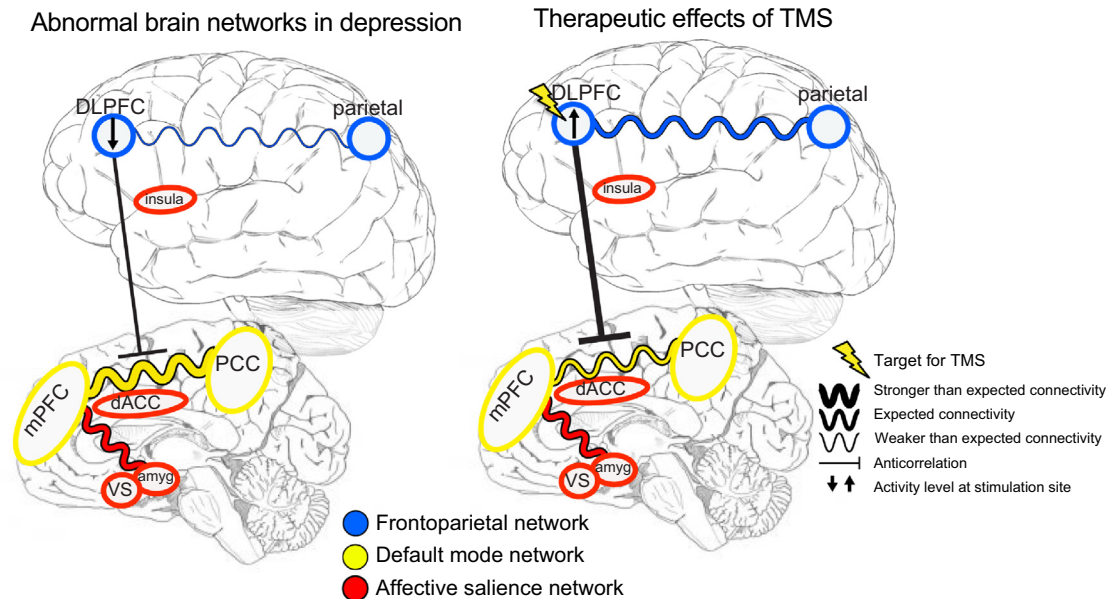 Abnormal brain networks in depression
DLPFC
parietal
insula
mPFC
PCC
dACC
VS
amyg
Therapeutic effects of TMS
DLPFC
parietal
insula
mPFC
PCC
dACC
VS
amyg
Target for TMS
Stronger than expected connectivity
Expected connectivity
Weaker than expected connectivity
Anticorrelation
Activity level at stimulation site
Frontoparietal network
Default mode network
Affective salience network